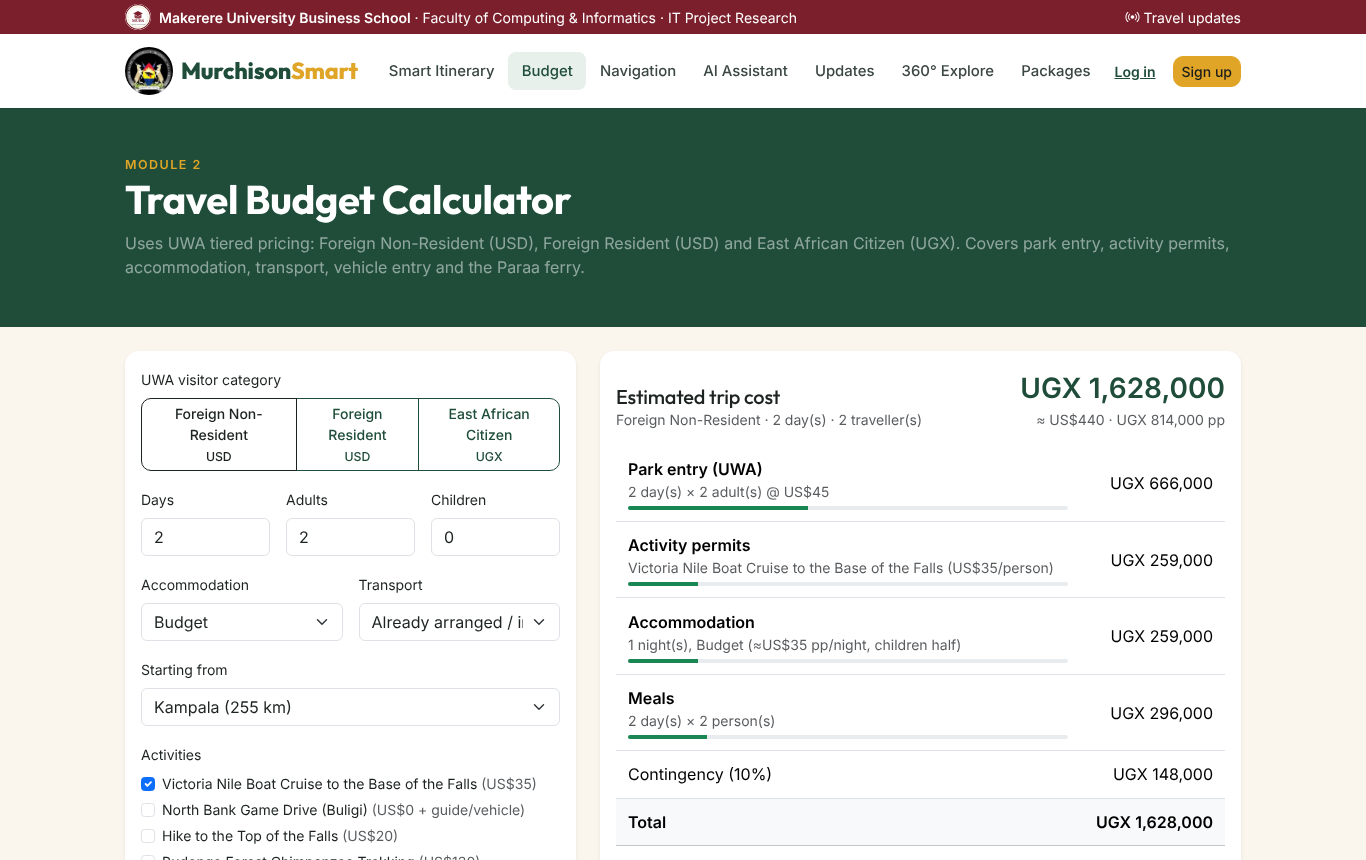 Makerere University Business School · Faculty of Computing & Informatics · IT Project Research
Travel updates
MurchisonSmart
Smart Itinerary
Budget
Navigation
AI Assistant
Updates
360° Explore
Packages
Log in
Sign up
MODULE 2
Travel Budget Calculator
Uses UWA tiered pricing: Foreign Non-Resident (USD), Foreign Resident (USD) and East African Citizen (UGX). Covers park entry, activity permits,
accommodation, transport, vehicle entry and the Paraa ferry.
UWA visitor category
Foreign Non-
Resident
USD
Foreign
Resident
USD
East African
Citizen
UGX
Days
Adults
Children
2
2
0
Accommodation
Transport
Budget
Already arranged / i
Starting from
Kampala (255 km)
Activities
Victoria Nile Boat Cruise to the Base of the Falls (US$35)
North Bank Game Drive (Buligi) (US$0 + guide/vehicle)
Hike to the Top of the Falls (US$20)
Estimated trip cost
UGX 1,628,000
Foreign Non-Resident · 2 day(s) · 2 traveller(s)
≈ US$440 · UGX 814,000 pp
Park entry (UWA)
2 day(s) × 2 adult(s) @ US$45
UGX 666,000
Activity permits
Victoria Nile Boat Cruise to the Base of the Falls (US$35/person)
UGX 259,000
Accommodation
1 night(s), Budget (≈US$35 pp/night, children half)
UGX 259,000
Meals
2 day(s) × 2 person(s)
UGX 296,000
Contingency (10%)
UGX 148,000
Total
UGX 1,628,000